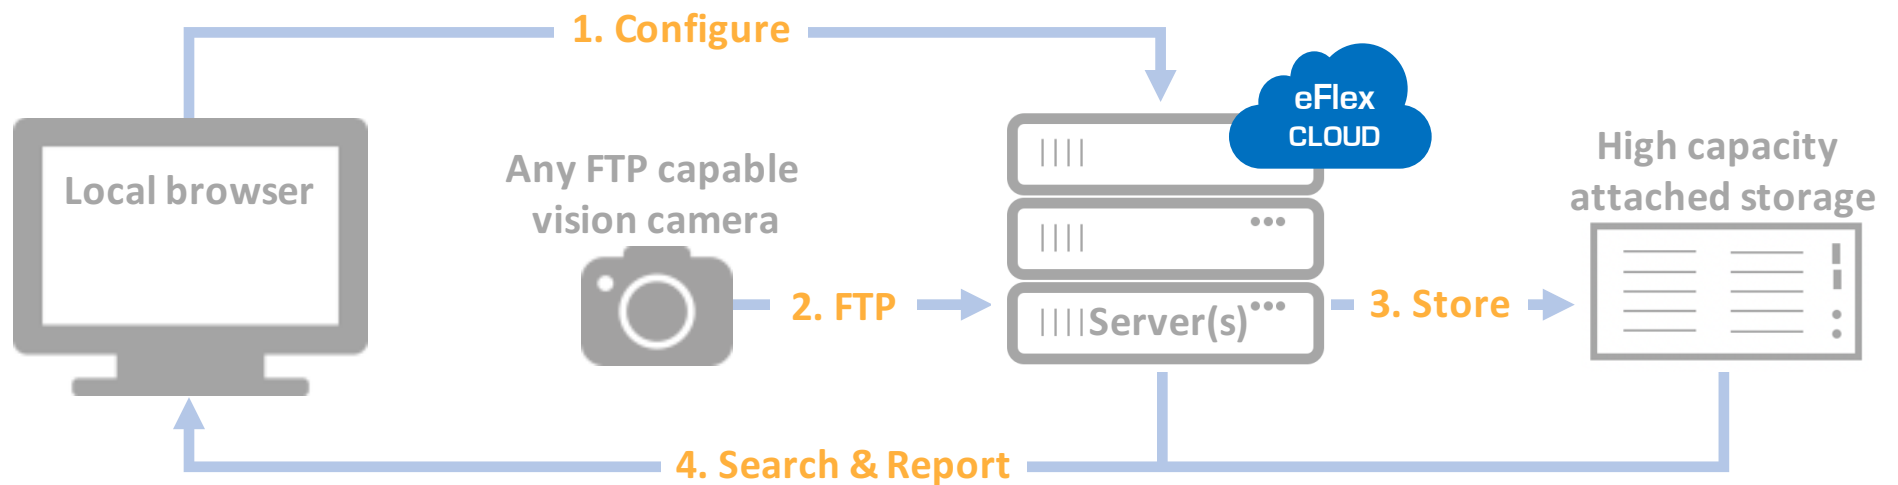 1. Configure
eFlex
CLOUD
Local browser
Any FTP capable
vision camera
High capacity
attached storage
2. FTP
Server(s)
3. Store
4. Search & Report